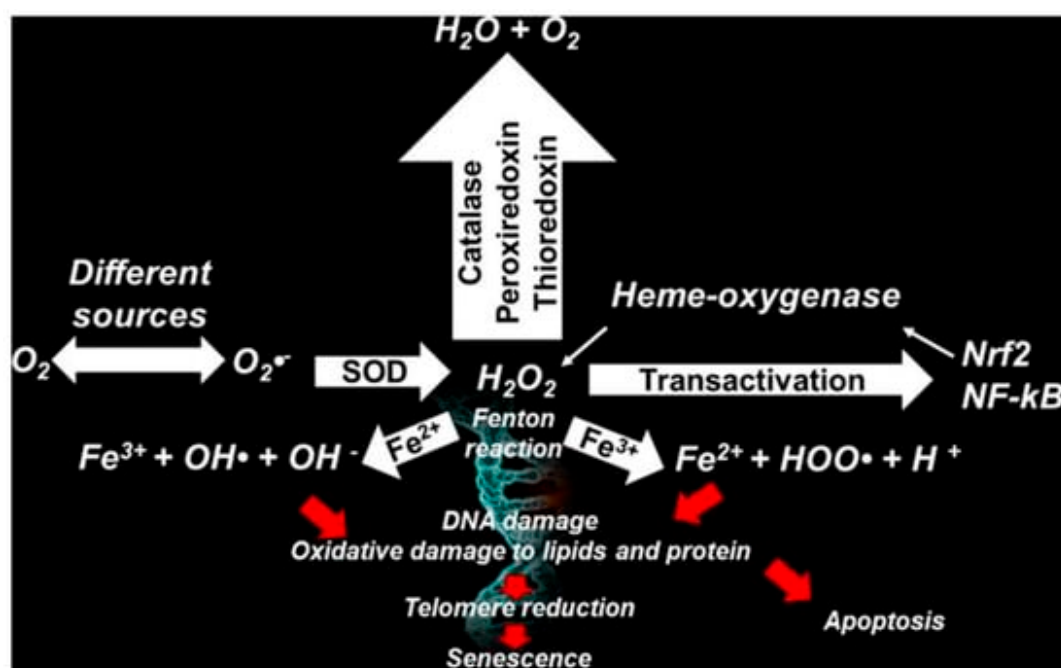 H₂O + O₂
Catalase
Peroxiredoxin
Thioredoxin
Different
sources
Heme-oxygenase
O₂
O₂•⁻
SOD
H₂O₂
Transactivation
Nrf2
NF-kB
Fenton
reaction
Fe²⁺
Fe³⁺
Fe³⁺ + OH• + OH ⁻
Fe²⁺ + HOO• + H ⁺
DNA damage
Oxidative damage to lipids and protein
Telomere reduction
Apoptosis
Senescence